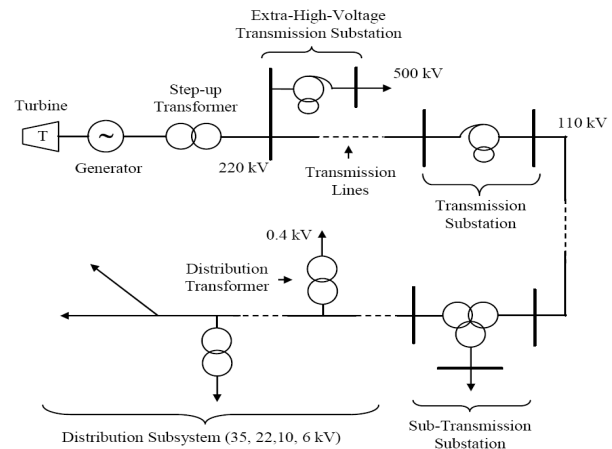 Extra-High-Voltage
Transmission Substation
500 kV
Step-up
Transformer
Turbine
T
~
Generator
220 kV
Transmission
Lines
110 kV
Transmission
Substation
0.4 kV
Distribution
Transformer
Distribution Subsystem (35, 22,10, 6 kV)
Sub-Transmission
Substation